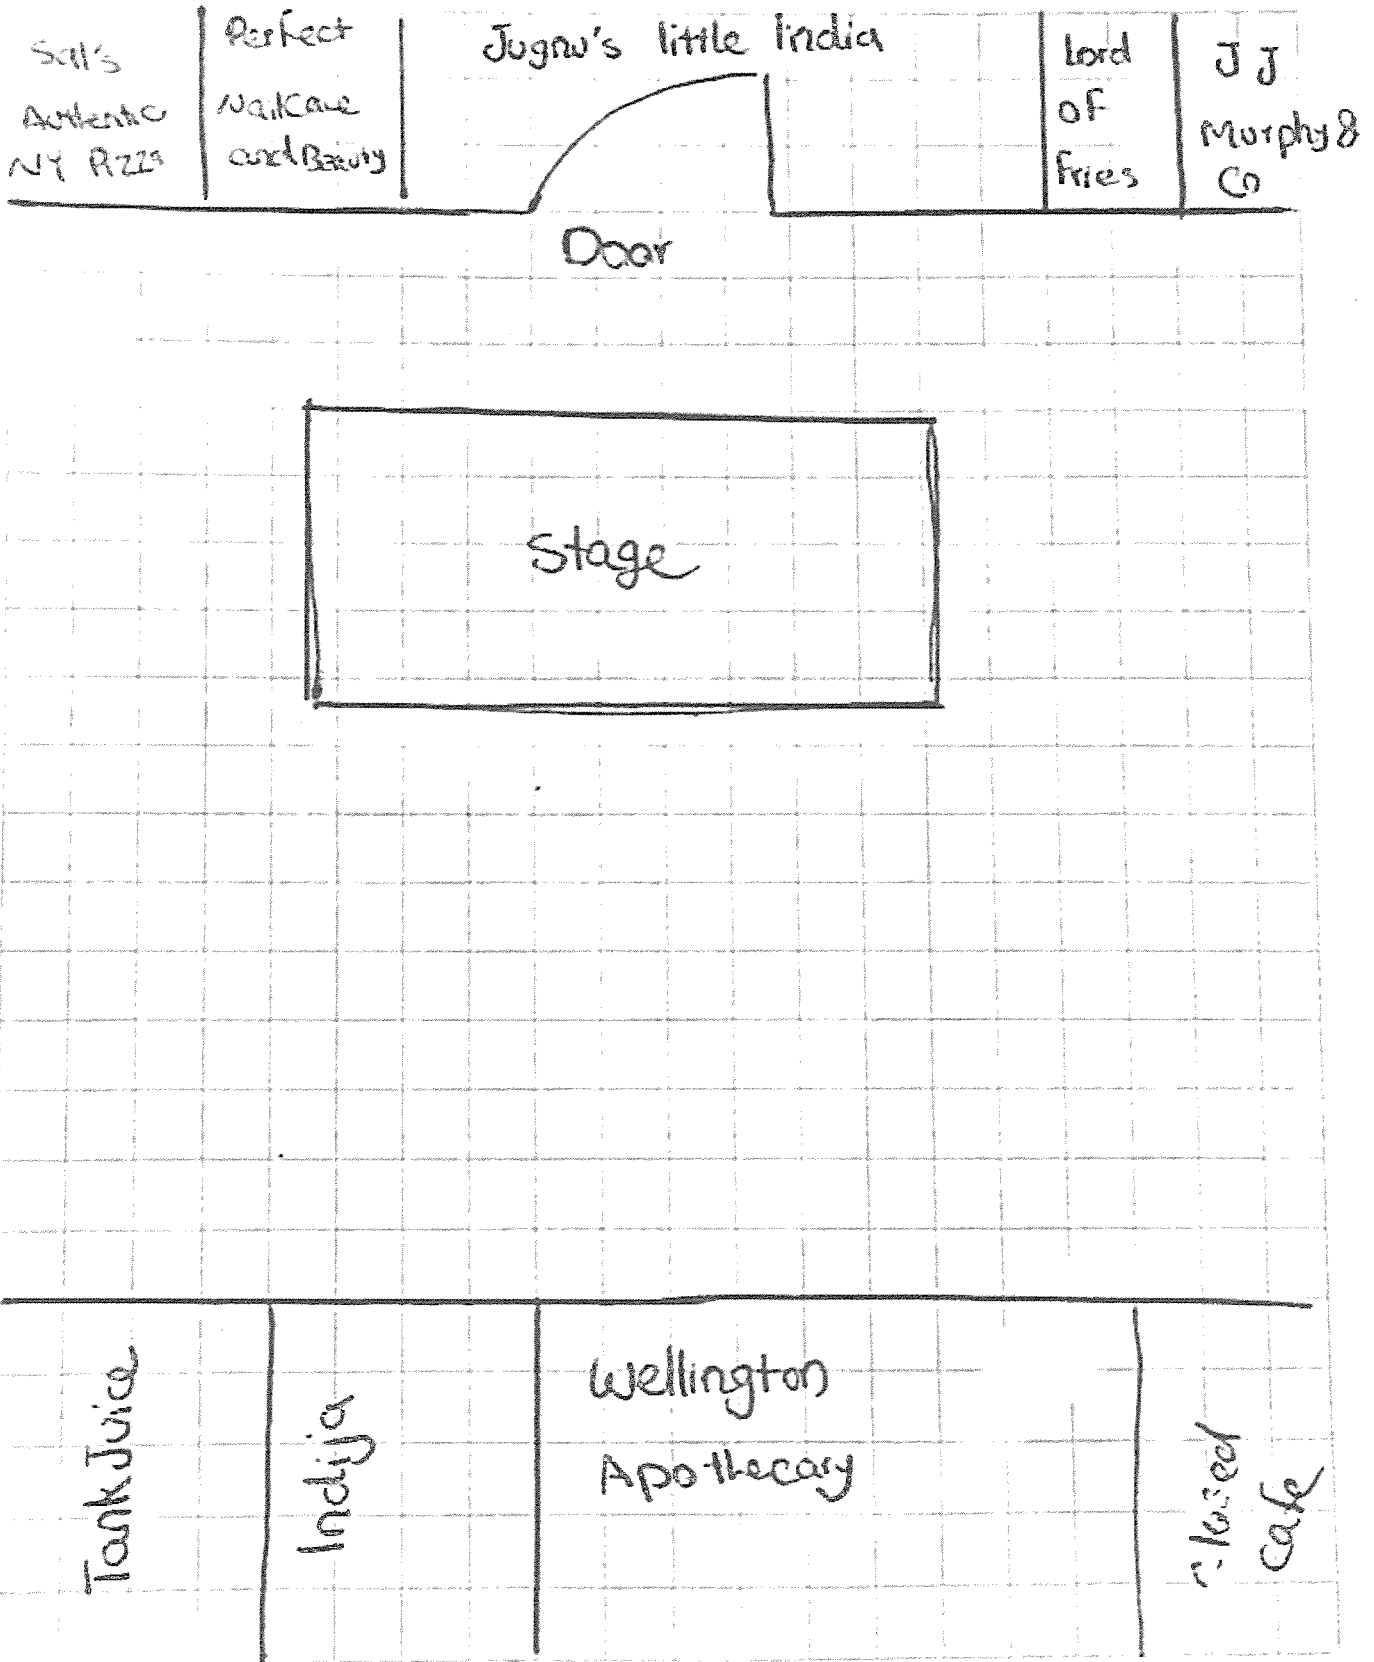 Sal's
Authentic
NY Pizza
Perfect
NailCare
and Beauty
Jugnu's little India
Lord
of
Fries
J J
Murphy &
Co
Door
Stage
Tank Juice
Indija
Wellington
Apothecary
Cafe